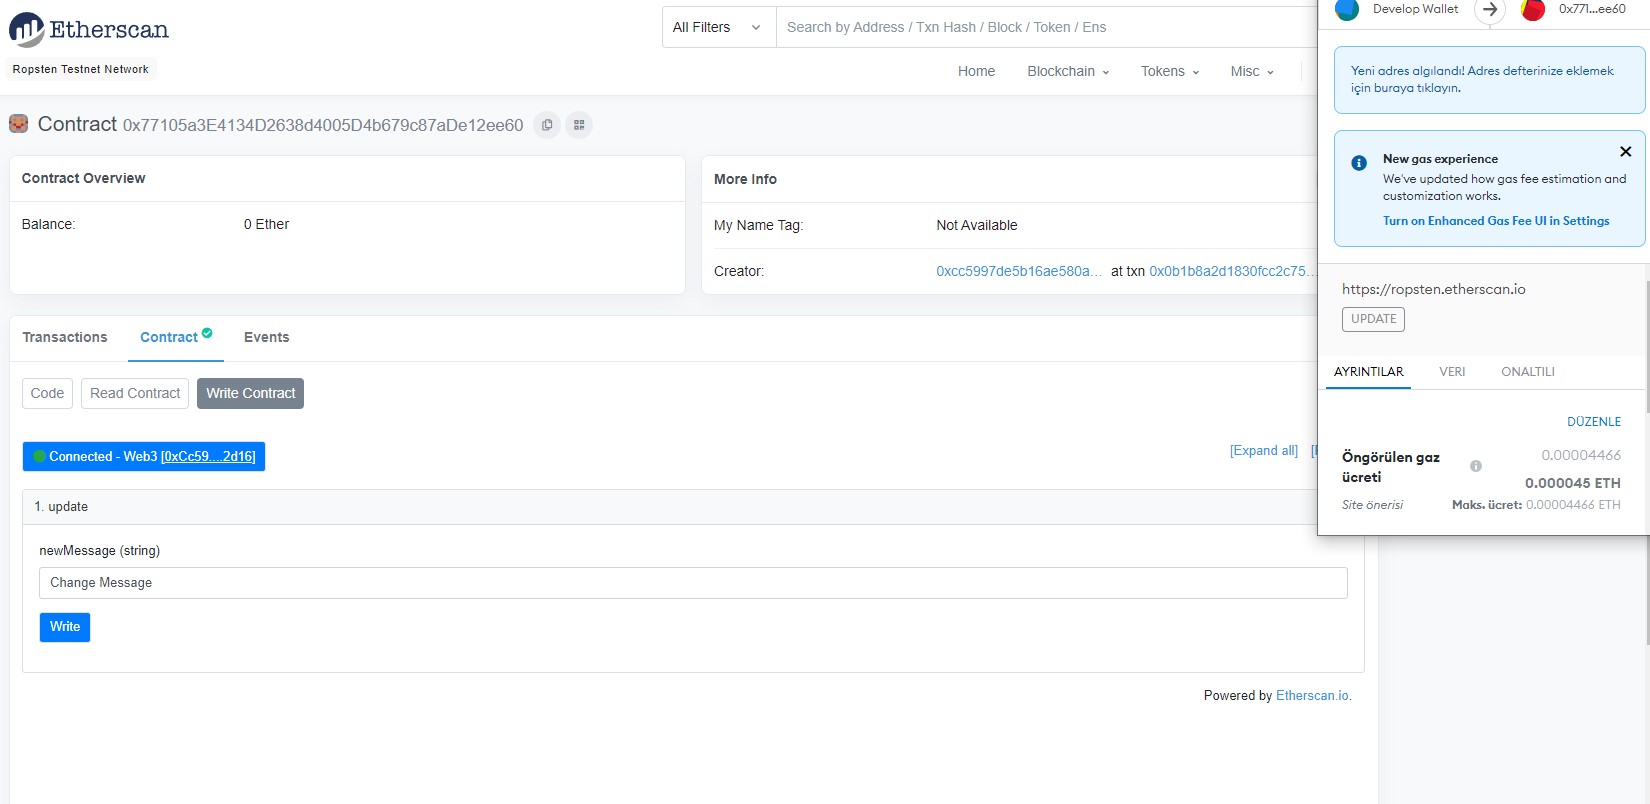 Etherscan
Ropsten Testnet Network
All Filters
Search by Address / Txn Hash / Block / Token / Ens
Home
Blockchain
Tokens
Misc
Contract 0x77105a3E4134D2638d4005D4b679c87aDe12ee60
Contract Overview
Balance:
0 Ether
More Info
My Name Tag:
Not Available
Creator:
0xcc5997de5b16ae580a... at txn 0x0b1b8a2d1830fcc2c75...
Transactions
Contract
Events
Code
Read Contract
Write Contract
Connected - Web3 [0xCc59....2d16]
[Expand all]
1. update
newMessage (string)
Change Message
Write
Powered by Etherscan.io.
Develop Wallet
0x771...ee60
Yeni adres algılandı! Adres defterinize eklemek
için buraya tıklayın.
New gas experience
We've updated how gas fee estimation and
customization works.
Turn on Enhanced Gas Fee UI in Settings
https://ropsten.etherscan.io
UPDATE
AYRINTILAR
VERI
ONALTILI
DÜZENLE
Öngörülen gaz
ücreti
0.00004466
0.000045 ETH
Site önerisi
Maks. ücret: 0.00004466 ETH